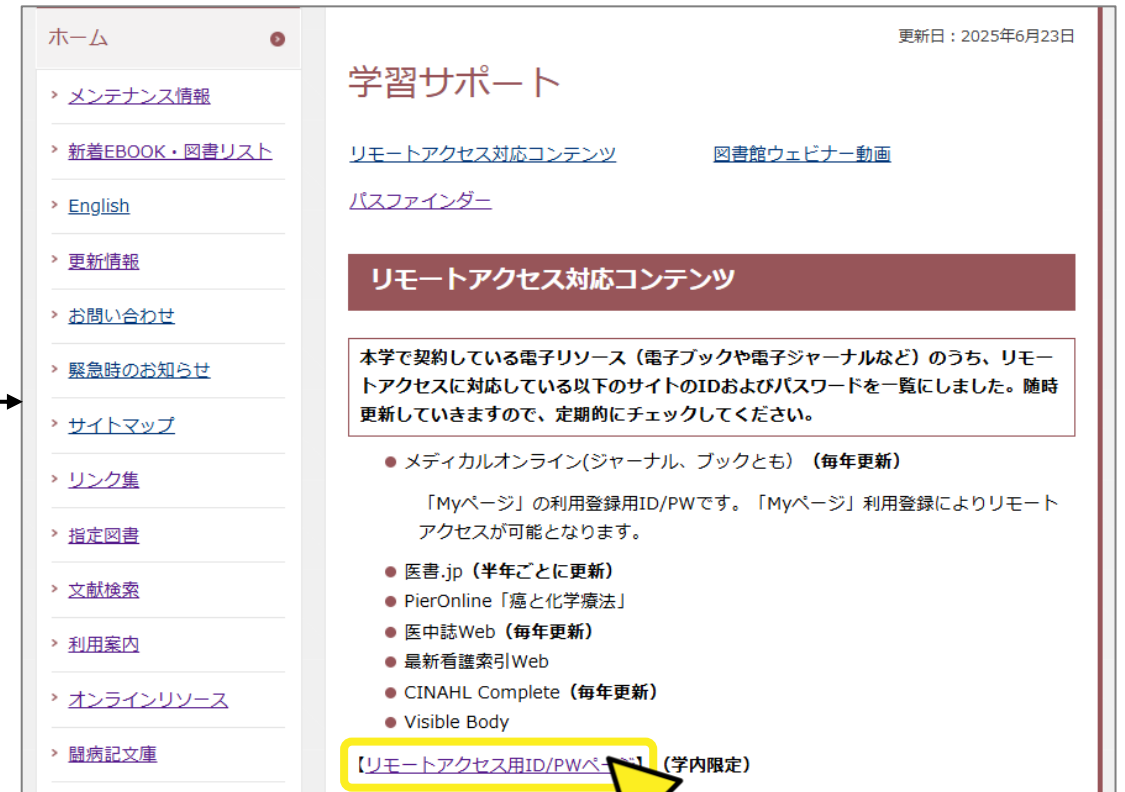 ホーム
メンテナンス情報
新着EBOOK・図書リスト
English
更新情報
お問い合わせ
緊急時のお知らせ
サイトマップ
リンク集
指定図書
文献検索
利用案内
オンラインリソース
闘病記文庫
更新日：2025年6月23日
学習サポート
リモートアクセス対応コンテンツ
図書館ウェビナー動画
パスファインダー
リモートアクセス対応コンテンツ
本学で契約している電子リソース（電子ブックや電子ジャーナルなど）のうち、リモー
トアクセスに対応している以下のサイトのIDおよびパスワードを一覧にしました。随時
更新していきますので、定期的にチェックしてください。
メディカルオンライン(ジャーナル、ブックとも）（毎年更新）
「Myページ」の利用登録用ID/PWです。「Myページ」利用登録によりリモート
アクセスが可能となります。
医書.jp（半年ごとに更新）
PierOnline「癌と化学療法」
医中誌Web（毎年更新）
最新看護索引Web
CINAHL Complete（毎年更新）
Visible Body
【リモートアクセス用ID/PWページ】（学内限定）